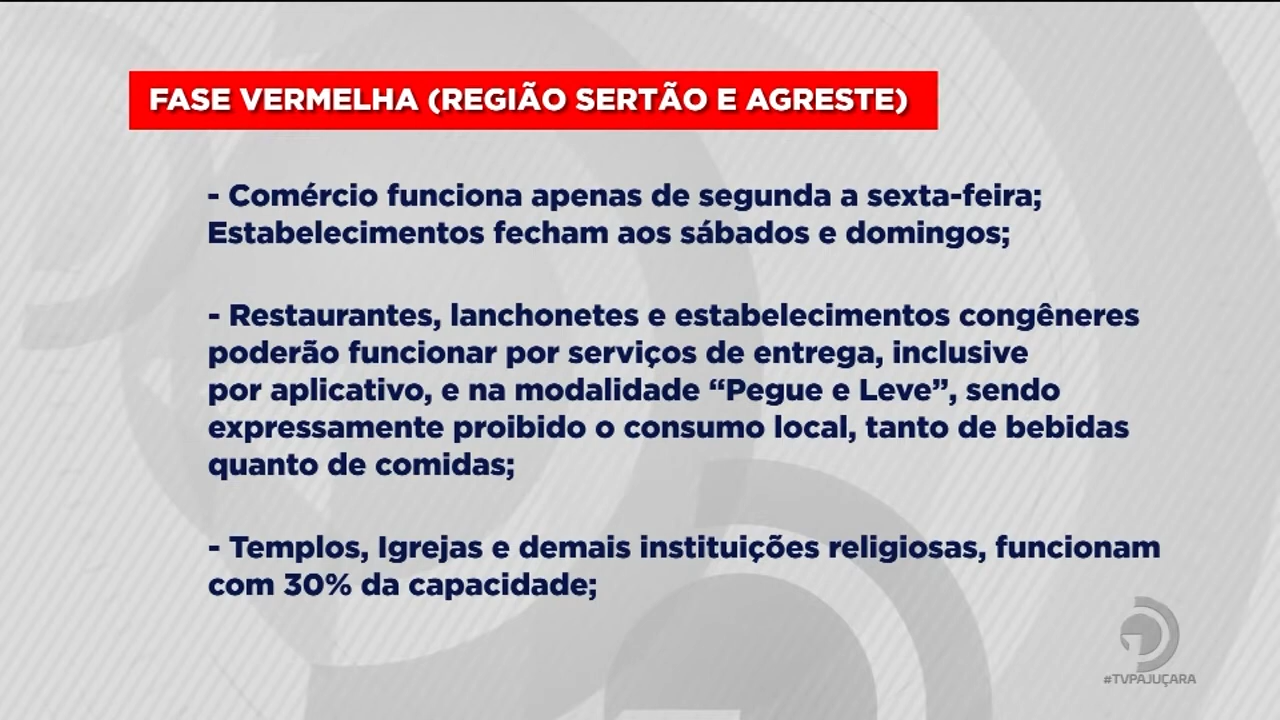 FASE VERMELHA (REGIÃO SERTÃO E AGRESTE)
- Comércio funciona apenas de segunda a sexta-feira;
Estabelecimentos fecham aos sábados e domingos;
- Restaurantes, lanchonetes e estabelecimentos congêneres
poderão funcionar por serviços de entrega, inclusive
por aplicativo, e na modalidade “Pegue e Leve”, sendo
expressamente proibido o consumo local, tanto de bebidas
quanto de comidas;
- Templos, Igrejas e demais instituições religiosas, funcionam
com 30% da capacidade;
#TVPAJUÇARA